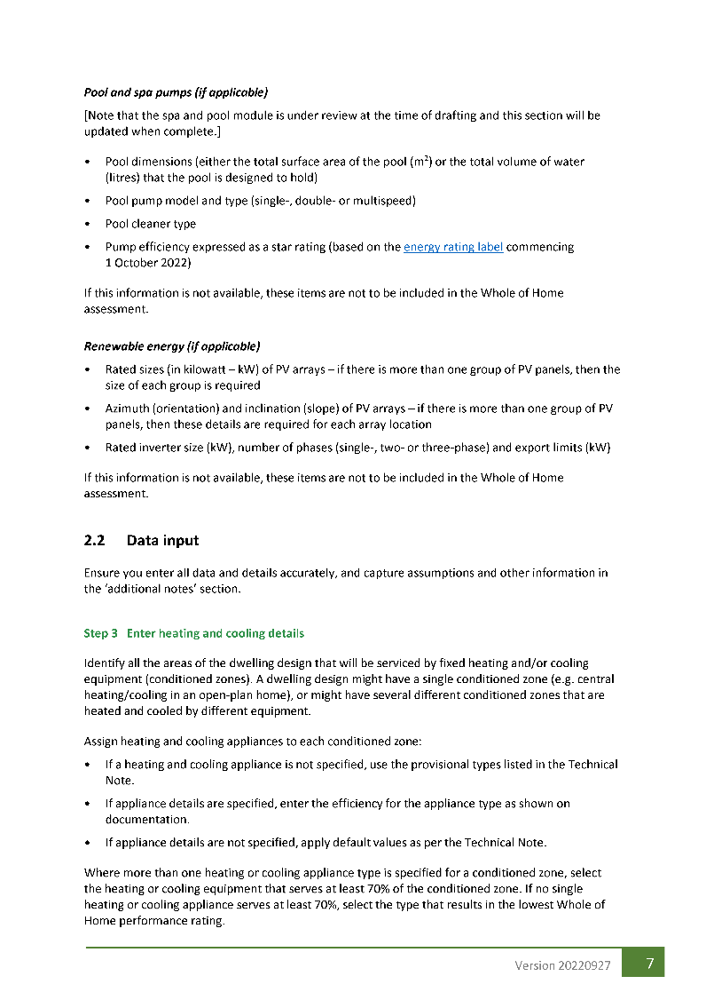 Pool and spa pumps (if applicable)
[Note that the spa and pool module is under review at the time of drafting and this section will be
updated when complete.]
• Pool dimensions (either the total surface area of the pool (m²) or the total volume of water
(litres) that the pool is designed to hold)
• Pool pump model and type (single-, double- or multispeed)
• Pool cleaner type
• Pump efficiency expressed as a star rating (based on the energy rating label commencing
1 October 2022)
If this information is not available, these items are not to be included in the Whole of Home
assessment.
Renewable energy (if applicable)
• Rated sizes (in kilowatt – kW) of PV arrays – if there is more than one group of PV panels, then the
size of each group is required
• Azimuth (orientation) and inclination (slope) of PV arrays – if there is more than one group of PV
panels, then these details are required for each array location
• Rated inverter size (kW), number of phases (single-, two- or three-phase) and export limits (kW)
If this information is not available, these items are not to be included in the Whole of Home
assessment.
2.2 Data input
Ensure you enter all data and details accurately, and capture assumptions and other information in
the ‘additional notes’ section.
Step 3 Enter heating and cooling details
Identify all the areas of the dwelling design that will be serviced by fixed heating and/or cooling
equipment (conditioned zones). A dwelling design might have a single conditioned zone (e.g. central
heating/cooling in an open-plan home), or might have several different conditioned zones that are
heated and cooled by different equipment.
Assign heating and cooling appliances to each conditioned zone:
• If a heating and cooling appliance is not specified, use the provisional types listed in the Technical
Note.
• If appliance details are specified, enter the efficiency for the appliance type as shown on
documentation.
• If appliance details are not specified, apply default values as per the Technical Note.
Where more than one heating or cooling appliance type is specified for a conditioned zone, select
the heating or cooling equipment that serves at least 70% of the conditioned zone. If no single
heating or cooling appliance serves at least 70%, select the type that results in the lowest Whole of
Home performance rating.
Version 20220927 7